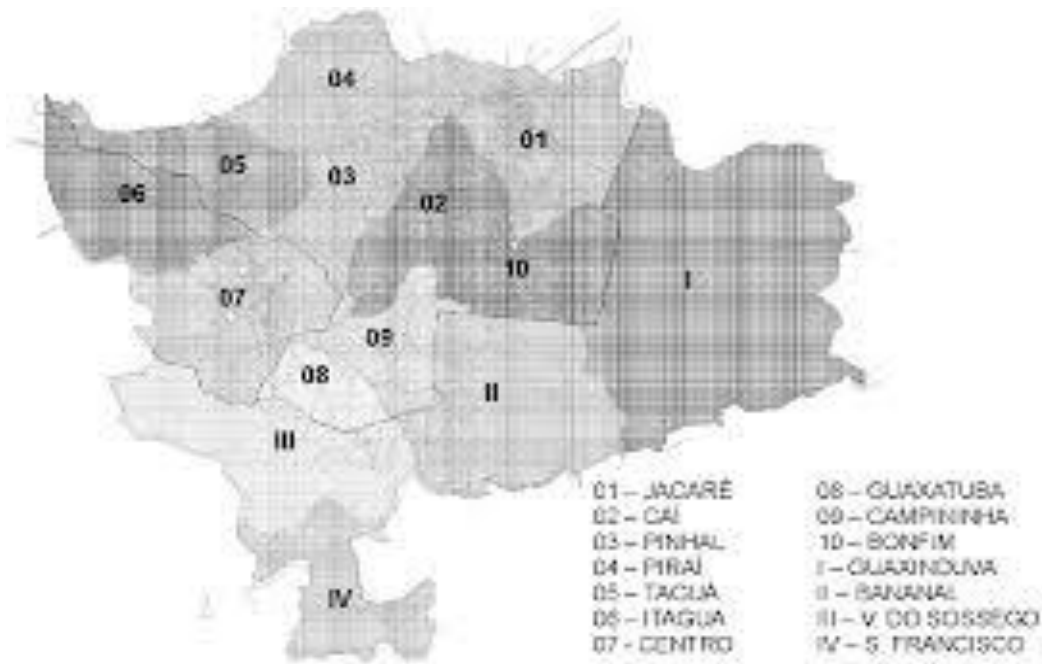 04
01
05
03
06
02
10
I
07
09
08
II
III
IV
01 – JACARÉ
02 – CAÍ
03 – PINHAL
04 – PIRAÍ
05 – TAGUÁ
06 – ITAGUA
07 - CENTRO
08 – GUAXATUBA
09 – CAMPININHA
10 – BONFIM
I – GUAXINDUVA
II – BANANAL
III – V. DO SOSSEGO
IV – S. FRANCISCO